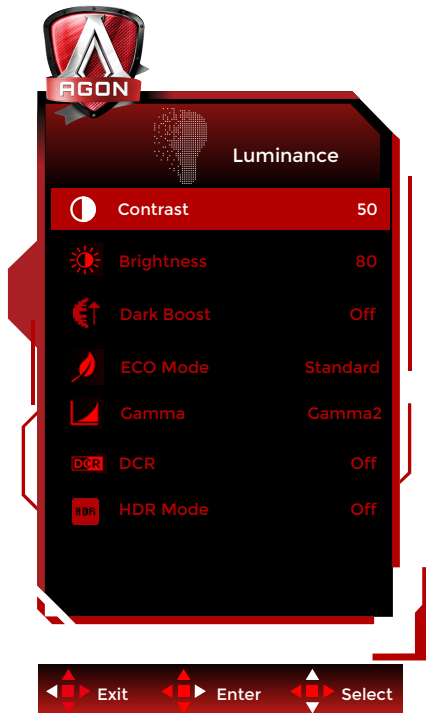 AGON
Luminance
Contrast 50
Brightness 80
Dark Boost Off
ECO Mode Standard
Gamma Gamma2
DCR DCR Off
HDR HDR Mode Off
Exit Enter Select